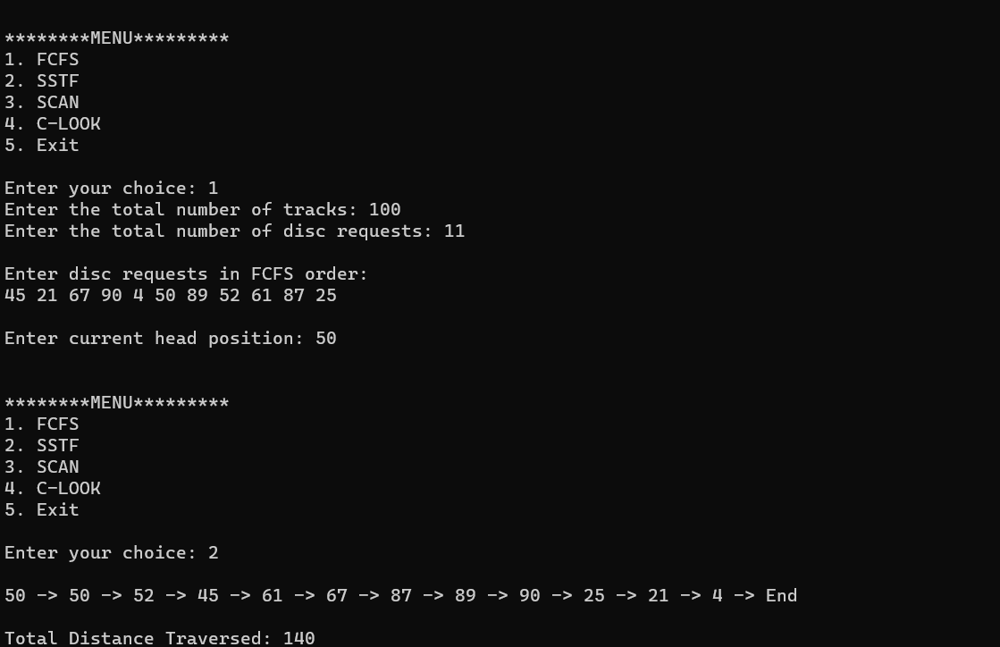 ********MENU*********
1. FCFS
2. SSTF
3. SCAN
4. C-LOOK
5. Exit
Enter your choice: 1
Enter the total number of tracks: 100
Enter the total number of disc requests: 11
Enter disc requests in FCFS order:
45 21 67 90 4 50 89 52 61 87 25
Enter current head position: 50
********MENU*********
1. FCFS
2. SSTF
3. SCAN
4. C-LOOK
5. Exit
Enter your choice: 2
50 -> 50 -> 52 -> 45 -> 61 -> 67 -> 87 -> 89 -> 90 -> 25 -> 21 -> 4 -> End
Total Distance Traversed: 140